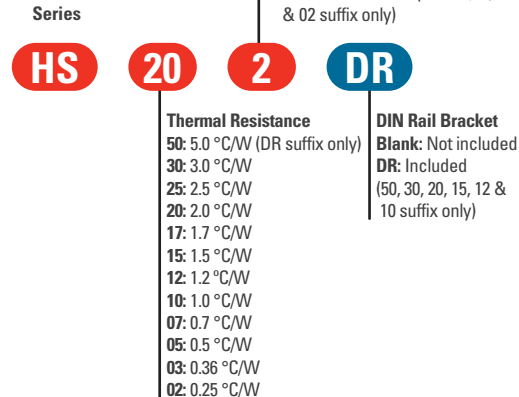 Series
& 02 suffix only)
HS 20 2 DR
Thermal Resistance
50: 5.0 °C/W (DR suffix only)
30: 3.0 °C/W
25: 2.5 °C/W
20: 2.0 °C/W
17: 1.7 °C/W
15: 1.5 °C/W
12: 1.2 ºC/W
10: 1.0 °C/W
07: 0.7 °C/W
05: 0.5 °C/W
03: 0.36 °C/W
02: 0.25 °C/W
DIN Rail Bracket
Blank: Not included
DR: Included
(50, 30, 20, 15, 12 &
10 suffix only)